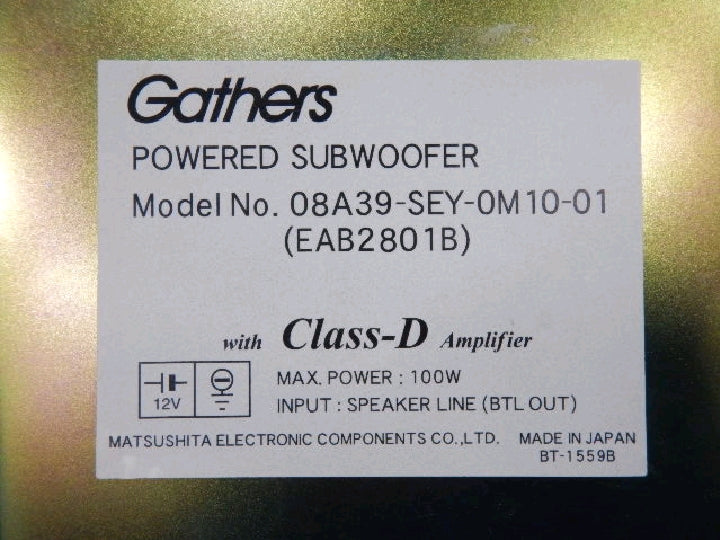 Gathers
POWERED SUBWOOFER
Model No. 08A39-SEY-0M10-01
(EAB2801B)
with Class-D Amplifier
12V
MAX. POWER : 100W
INPUT : SPEAKER LINE (BTL OUT)
MATSUSHITA ELECTRONIC COMPONENTS CO.,LTD. MADE IN JAPAN
BT-1559B